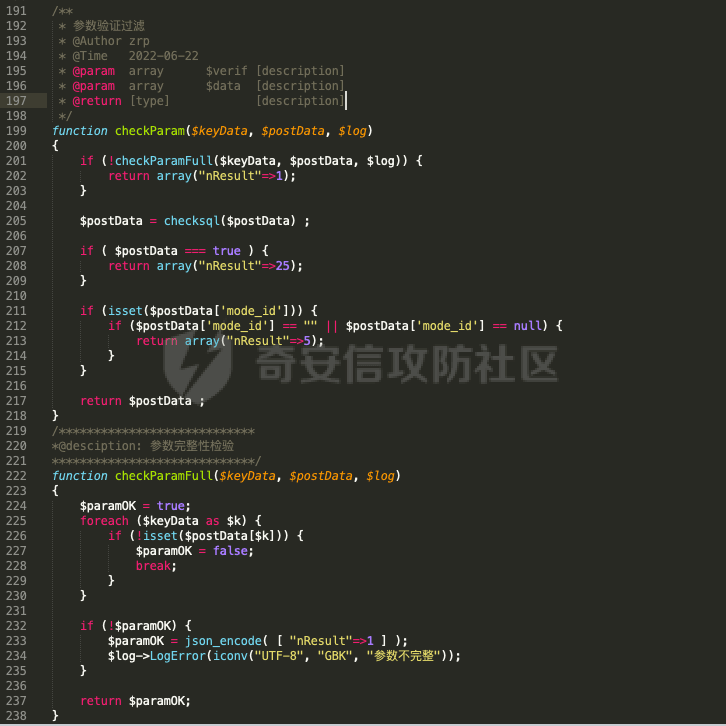 191 /**
192 * 参数验证过滤
193 * @Author zrp
194 * @Time 2022-06-22
195 * @param array $verif [description]
196 * @param array $data [description]
197 * @return [type] [description]
198 */
199 function checkParam($keyData, $postData, $log)
200 {
201 if (!checkParamFull($keyData, $postData, $log)) {
202 return array("nResult"=>1);
203 }
204
205 $postData = checksql($postData) ;
206
207 if ( $postData === true ) {
208 return array("nResult"=>25);
209 }
210
211 if (isset($postData['mode_id'])) {
212 if ($postData['mode_id'] == "" || $postData['mode_id'] == null) {
213 return array("nResult"=>5);
214 }
215 }
216
217 return $postData ;
218 }
219 /****************************
220 *@desciption: 参数完整性检验
221 *****************************/
222 function checkParamFull($keyData, $postData, $log)
223 {
224 $paramOK = true;
225 foreach ($keyData as $k) {
226 if (!isset($postData[$k])) {
227 $paramOK = false;
228 break;
229 }
230 }
231
232 if (!$paramOK) {
233 $paramOK = json_encode( [ "nResult"=>1 ] );
234 $log->LogError(iconv("UTF-8", "GBK", "参数不完整"));
235 }
236
237 return $paramOK;
238 }
奇安信攻防社区